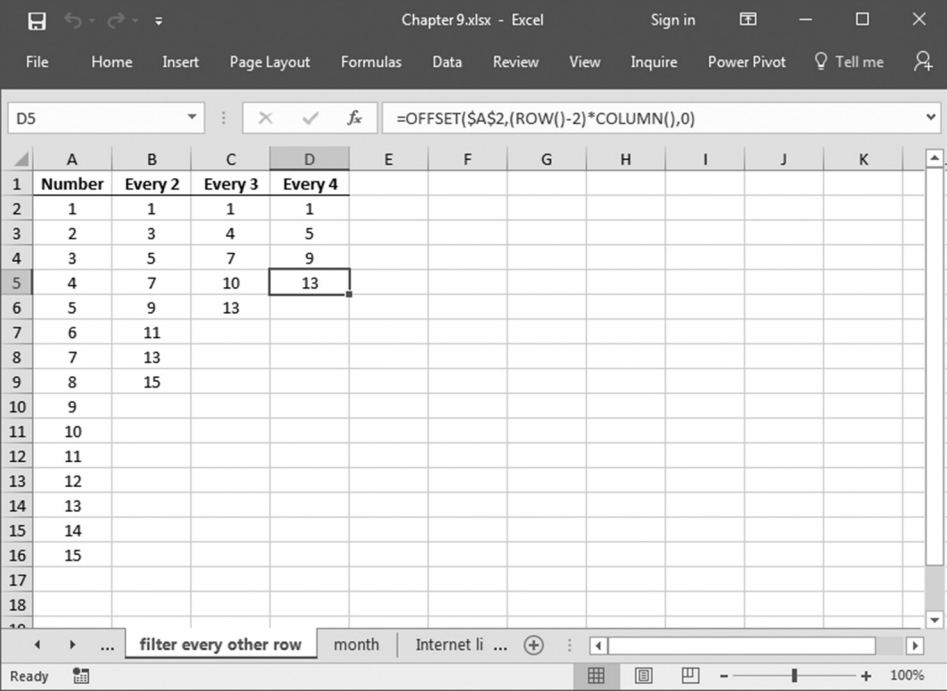 Chapter 9.xlsx - Excel Sign in
File Home Insert Page Layout Formulas Data Review View Inquire Power Pivot Tell me
D5 fx =OFFSET($A$2,(ROW()-2)*COLUMN(),0)
A B C D E F G H I J K
1 Number Every 2 Every 3 Every 4
2 1 1 1 1
3 2 3 4 5
4 3 5 7 9
5 4 7 10 13
6 5 9 13
7 6 11
8 7 13
9 8 15
10 9
11 10
12 11
13 12
14 13
15 14
16 15
17
18
19
... filter every other row month Internet li ...
Ready 100%